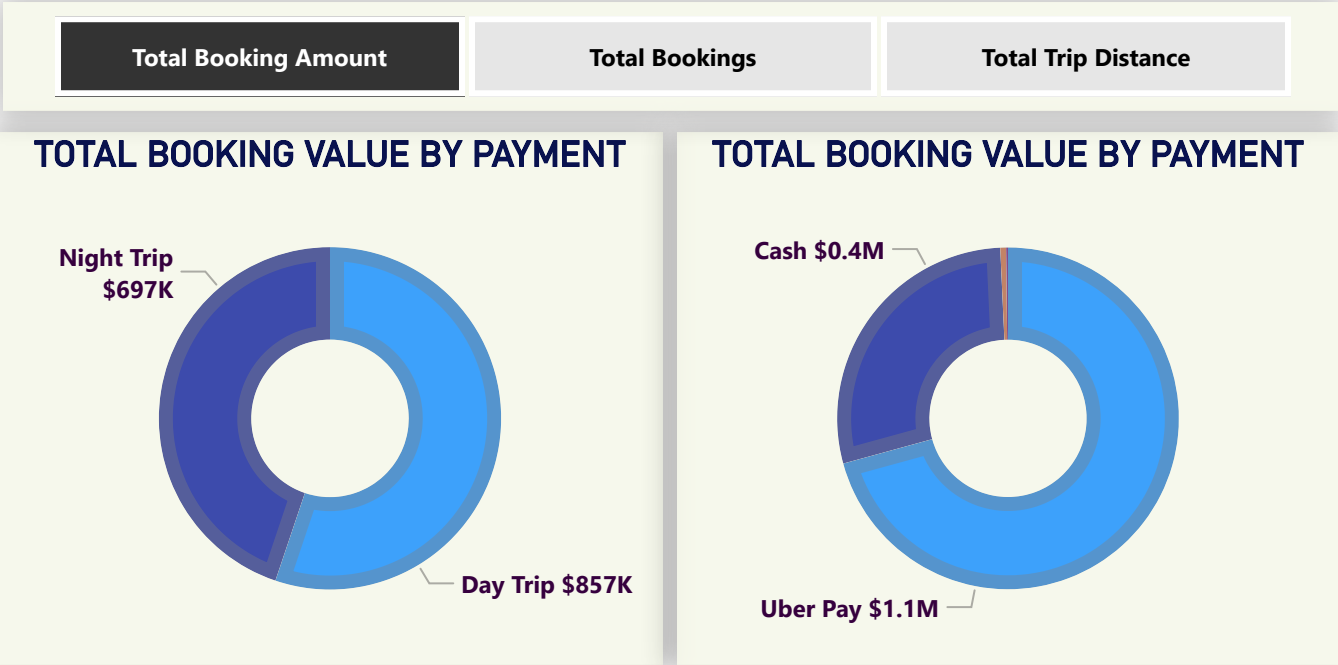 Total Booking Amount
Total Bookings
Total Trip Distance
TOTAL BOOKING VALUE BY PAYMENT
Night Trip
$697K
Day Trip $857K
TOTAL BOOKING VALUE BY PAYMENT
Cash $0.4M
Uber Pay $1.1M